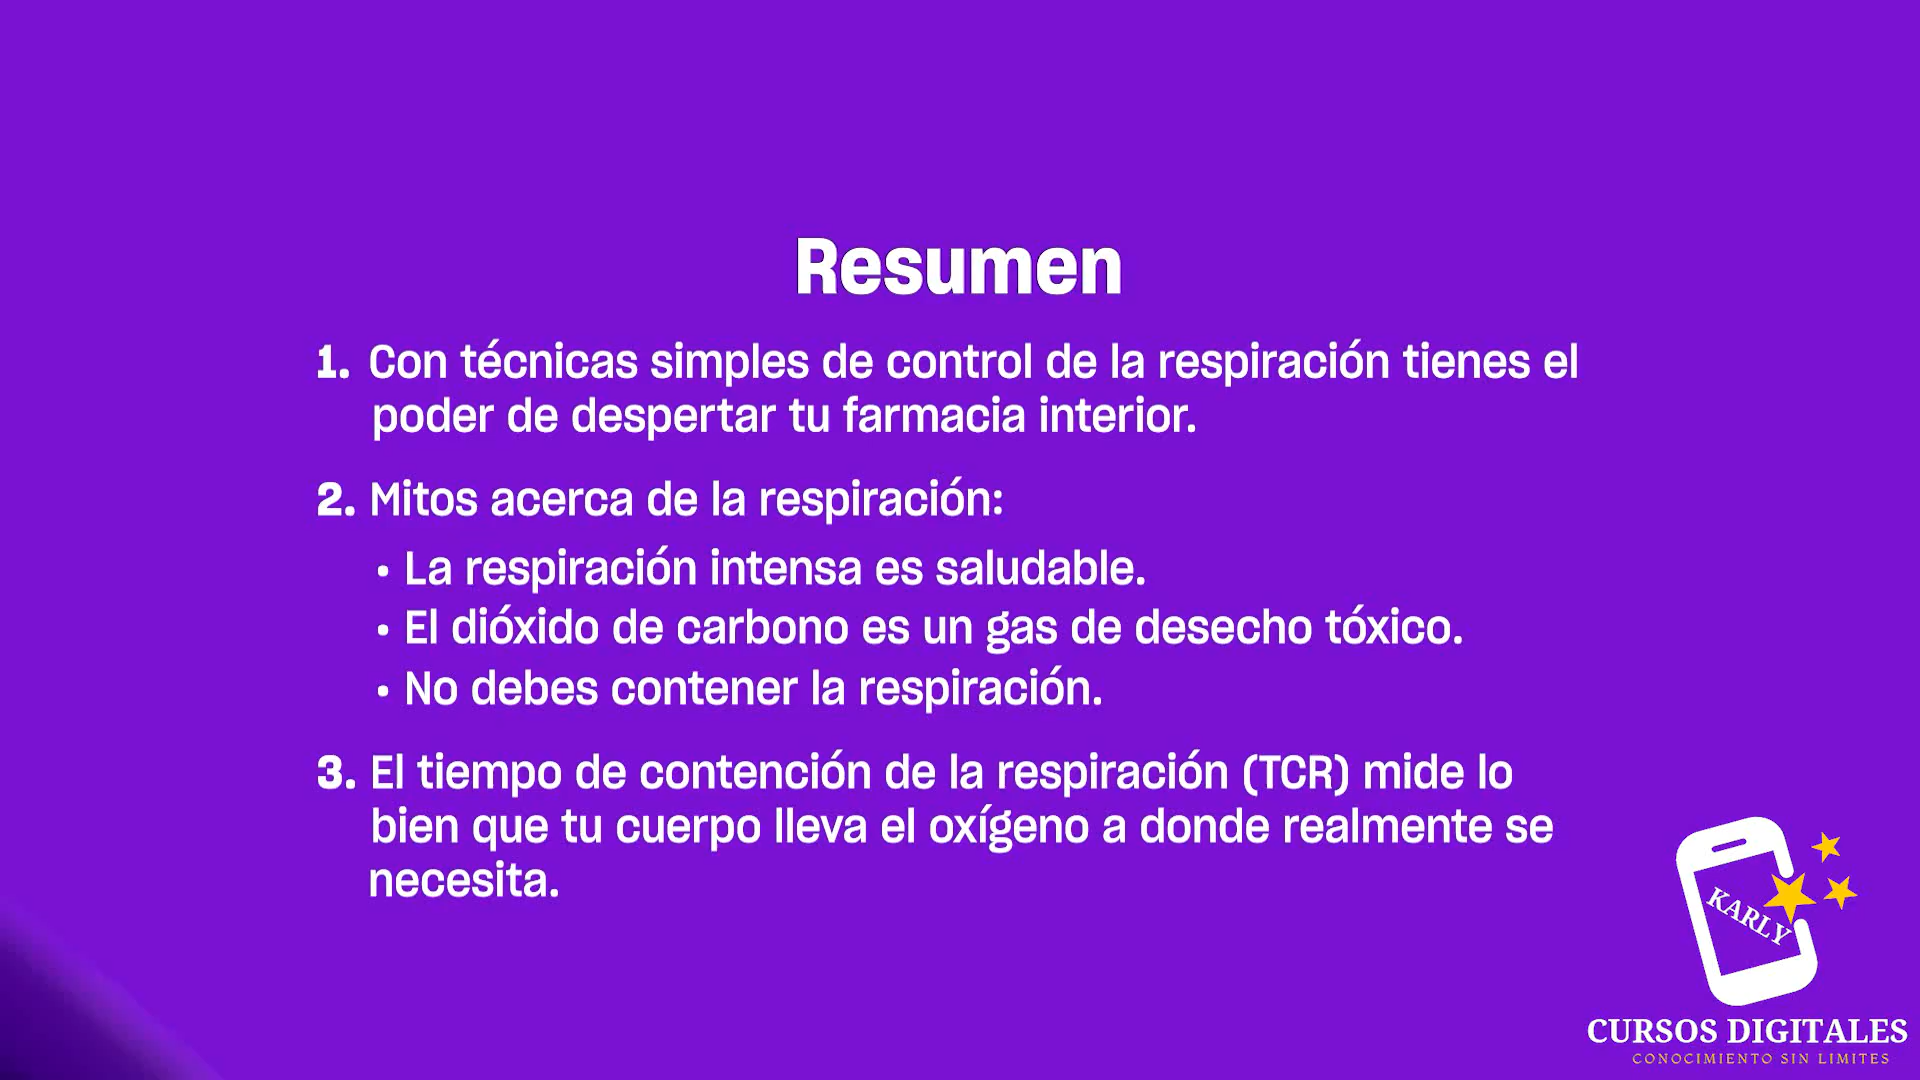 Resumen
1. Con técnicas simples de control de la respiración tienes el
poder de despertar tu farmacia interior.
2. Mitos acerca de la respiración:
• La respiración intensa es saludable.
• El dióxido de carbono es un gas de desecho tóxico.
• No debes contener la respiración.
3. El tiempo de contención de la respiración (TCR) mide lo
bien que tu cuerpo lleva el oxígeno a donde realmente se
necesita.
KARLY
CURSOS DIGITALES
CONOCIMIENTO SIN LIMITES